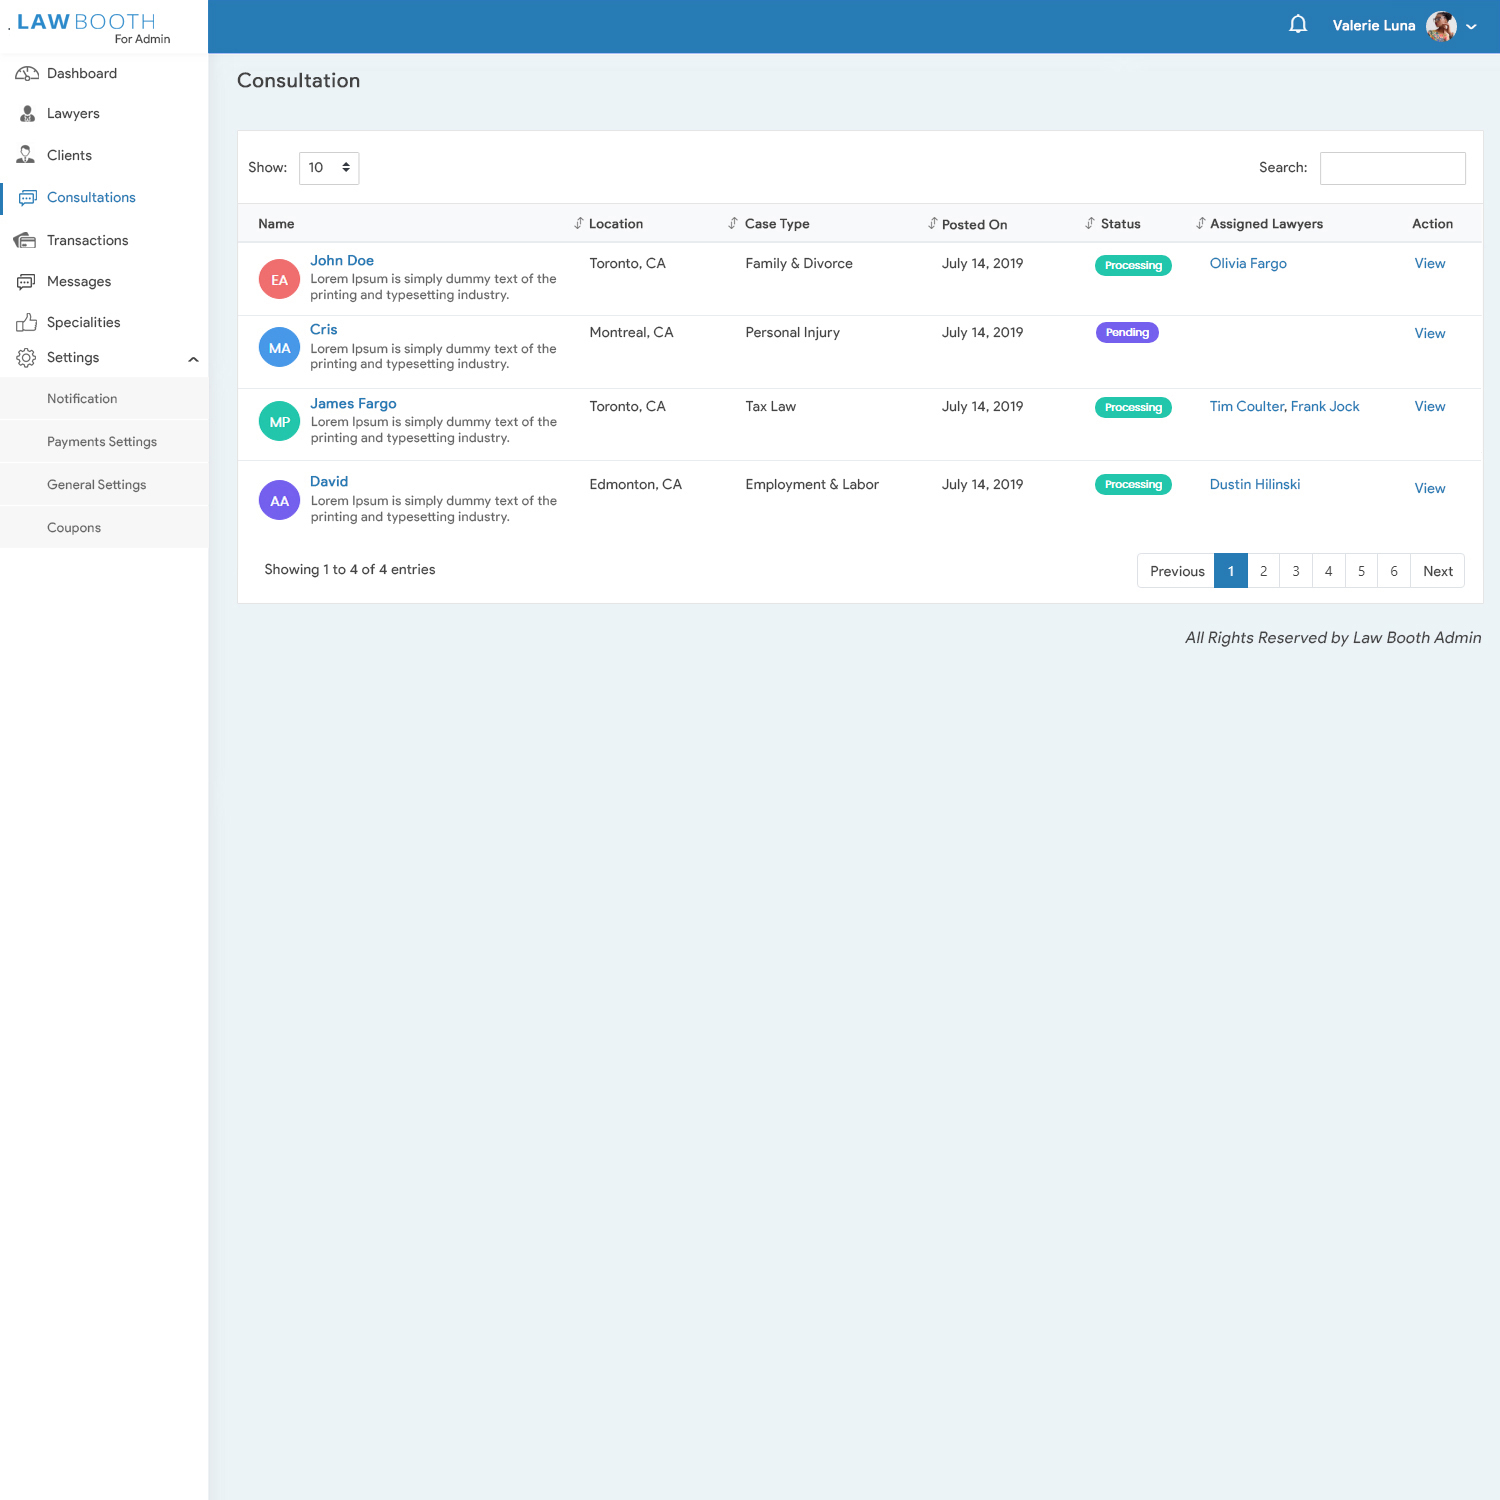 . LAW BOOTH
For Admin
Valerie Luna
Dashboard
Lawyers
Clients
Consultations
Transactions
Messages
Specialities
Settings
Notification
Payments Settings
General Settings
Coupons
Consultation
Show: 10 Search:
Name Location Case Type Posted On Status Assigned Lawyers Action
EA John Doe Toronto, CA Family & Divorce July 14, 2019 Processing Olivia Fargo View
Lorem Ipsum is simply dummy text of the
printing and typesetting industry.
MA Cris Montreal, CA Personal Injury July 14, 2019 Pending View
Lorem Ipsum is simply dummy text of the
printing and typesetting industry.
MP James Fargo Toronto, CA Tax Law July 14, 2019 Processing Tim Coulter, Frank Jock View
Lorem Ipsum is simply dummy text of the
printing and typesetting industry.
AA David Edmonton, CA Employment & Labor July 14, 2019 Processing Dustin Hilinski View
Lorem Ipsum is simply dummy text of the
printing and typesetting industry.
Showing 1 to 4 of 4 entries Previous 1 2 3 4 5 6 Next
All Rights Reserved by Law Booth Admin